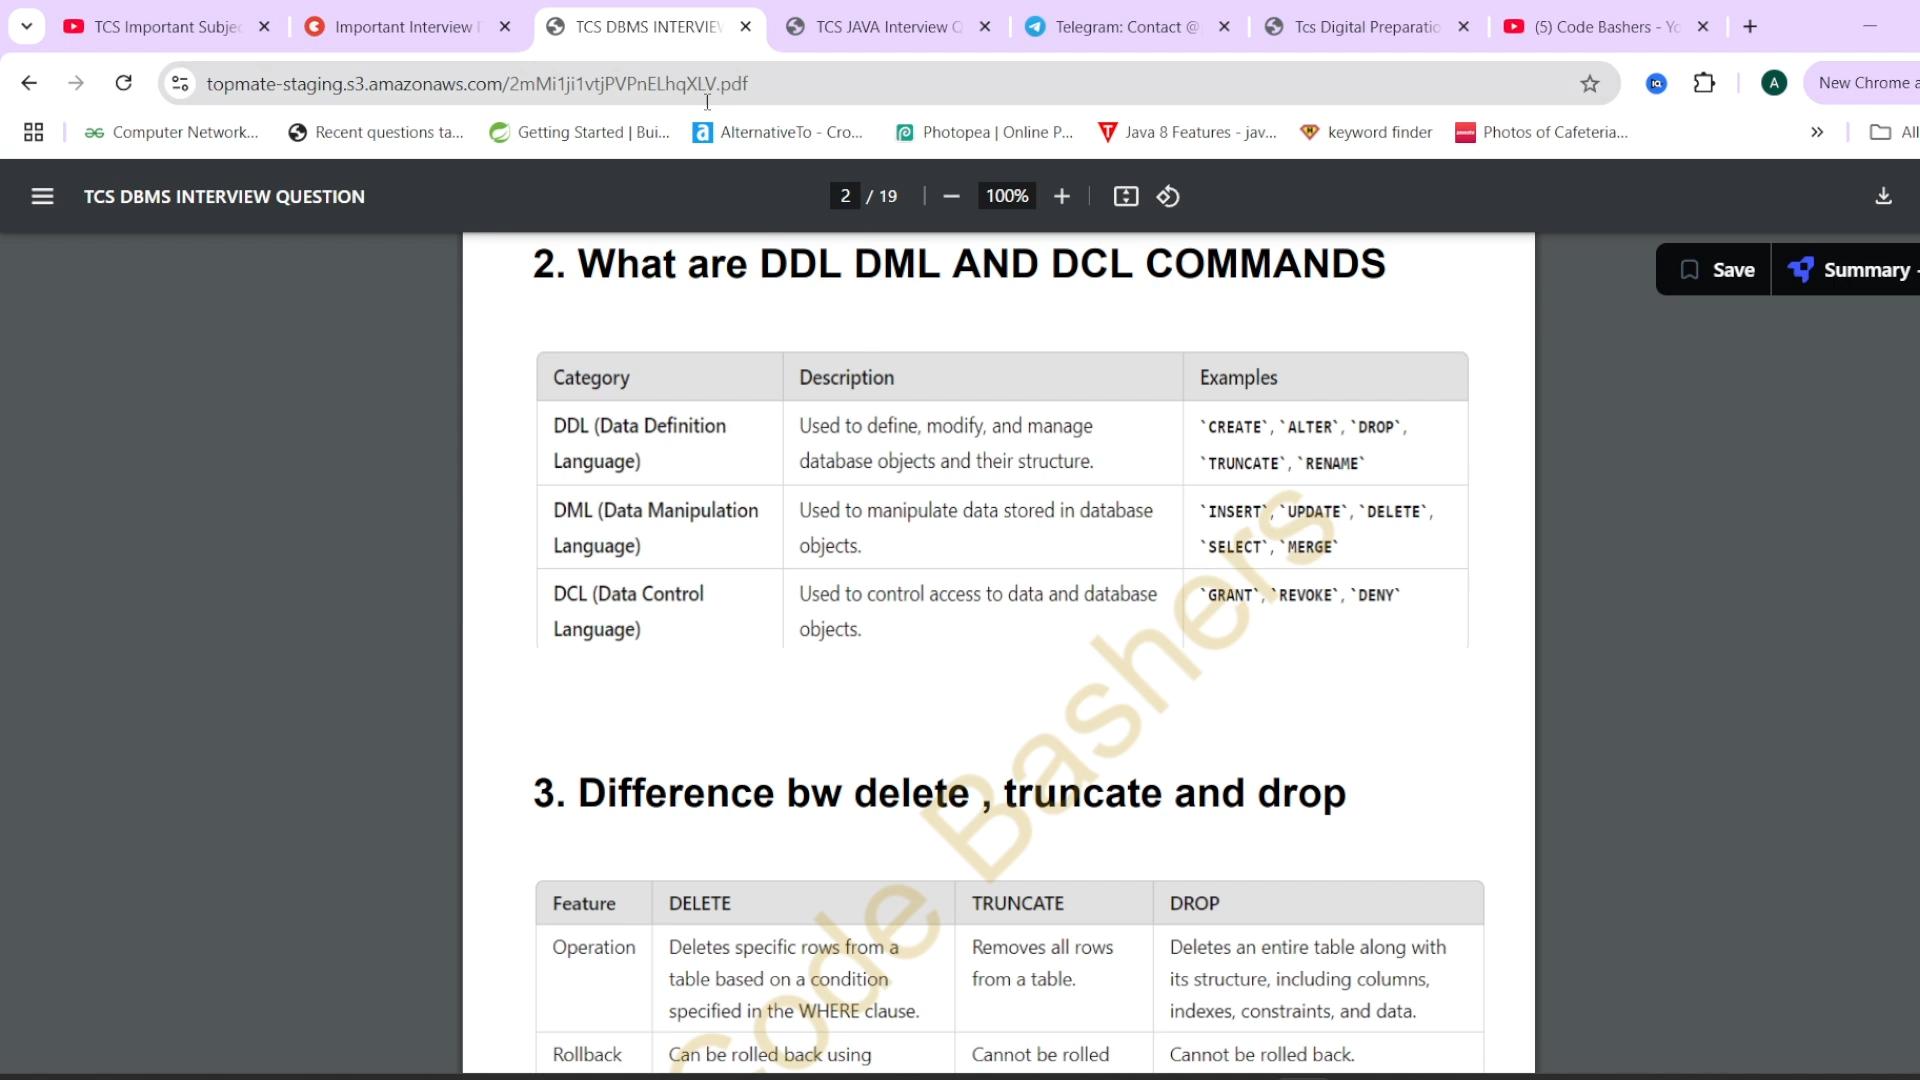 TCS Important Subje
Important Interview
TCS DBMS INTERVIEW
TCS JAVA Interview Q
Telegram: Contact @
Tcs Digital Preparatio
(5) Code Bashers - Yo
topmate-staging.s3.amazonaws.com/2mMi1ji1vtjPVPnELhqXLV.pdf
A
New Chrome a
Computer Network...
Recent questions ta...
Getting Started | Bui...
AlternativeTo - Cro...
Photopea | Online P...
Java 8 Features - jav...
keyword finder
Photos of Cafeteria...
All
TCS DBMS INTERVIEW QUESTION
2 / 19
100%
Save
Summary
2. What are DDL DML AND DCL COMMANDS
Category Description Examples
DDL (Data Definition Used to define, modify, and manage `CREATE`, `ALTER`, `DROP`,
Language) database objects and their structure. `TRUNCATE`, `RENAME`
DML (Data Manipulation Used to manipulate data stored in database `INSERT`, `UPDATE`, `DELETE`,
Language) objects. `SELECT`, `MERGE`
DCL (Data Control Used to control access to data and database `GRANT`, `REVOKE`, `DENY`
Language) objects.
3. Difference bw delete , truncate and drop
Feature DELETE TRUNCATE DROP
Operation Deletes specific rows from a Removes all rows Deletes an entire table along with
table based on a condition from a table. its structure, including columns,
specified in the WHERE clause. indexes, constraints, and data.
Rollback Can be rolled back using Cannot be rolled Cannot be rolled back.
Code Bashers